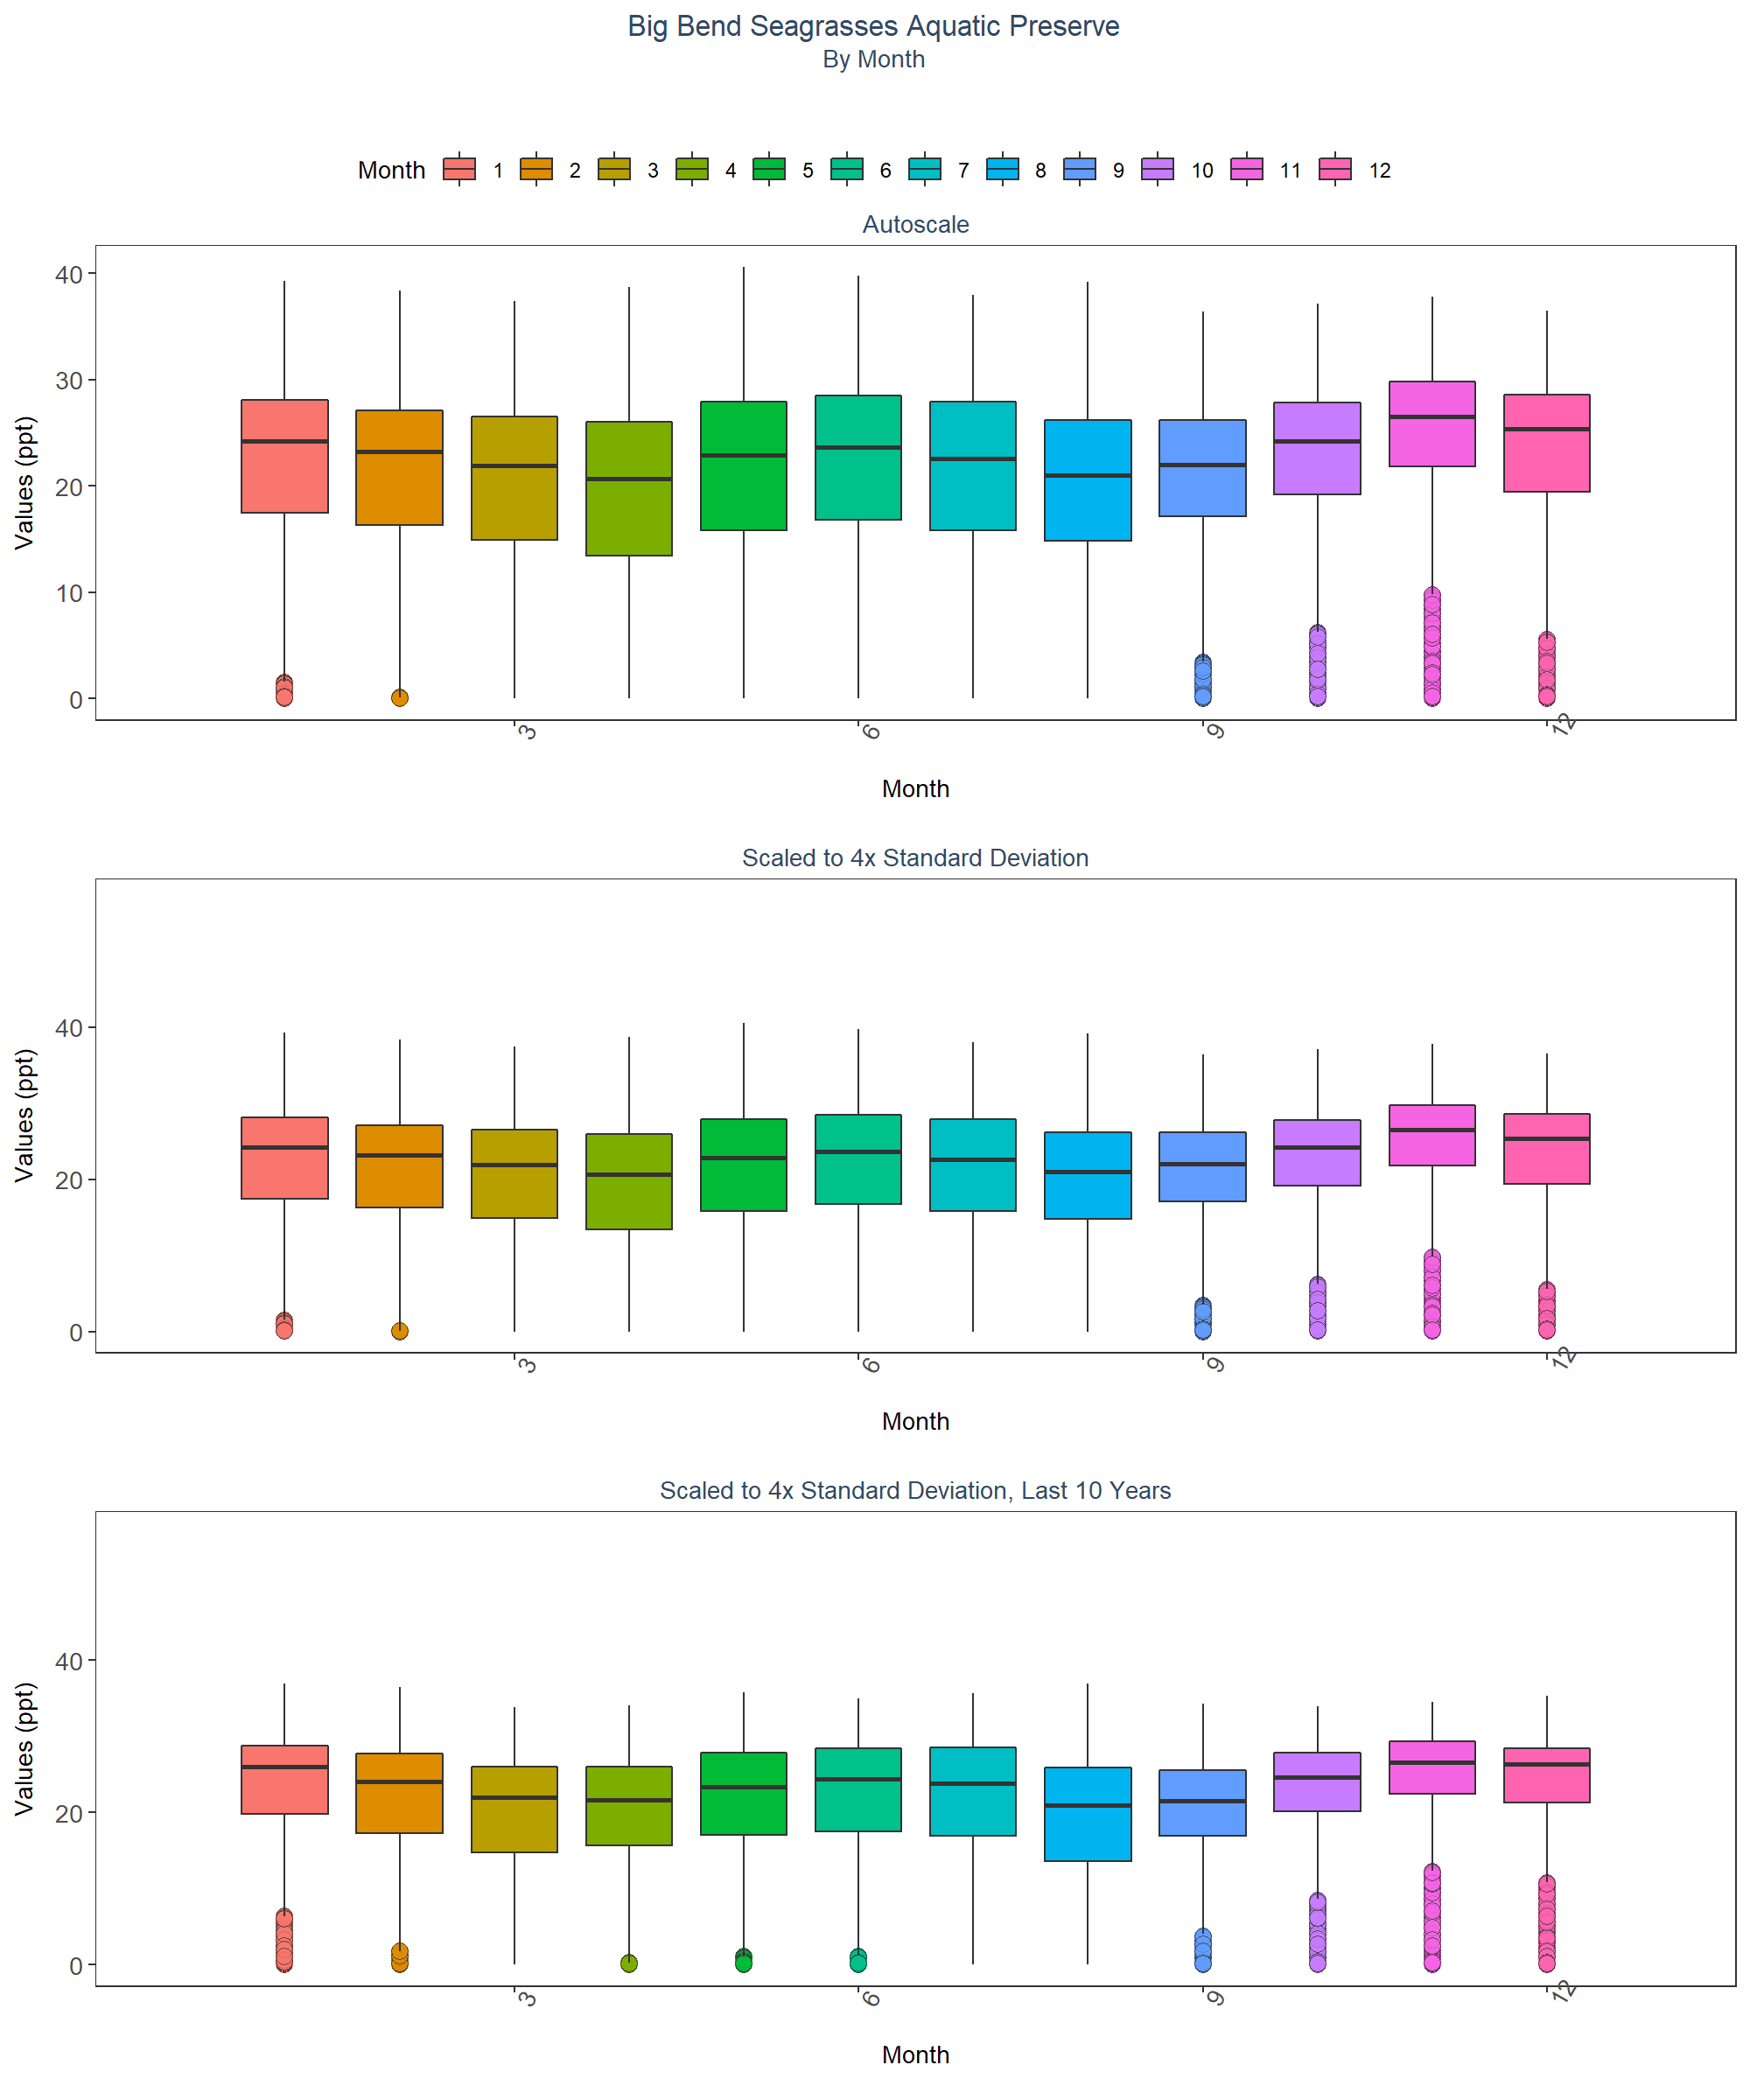 Big Bend Seagrasses Aquatic Preserve
By Month
Month 1 2 3 4 5 6 7 8 9 10 11 12
Autoscale
Values (ppt)
40
30
20
10
0
3 6 9 12
Month
Scaled to 4x Standard Deviation
Values (ppt)
40
20
0
3 6 9 12
Month
Scaled to 4x Standard Deviation, Last 10 Years
Values (ppt)
40
20
0
3 6 9 12
Month